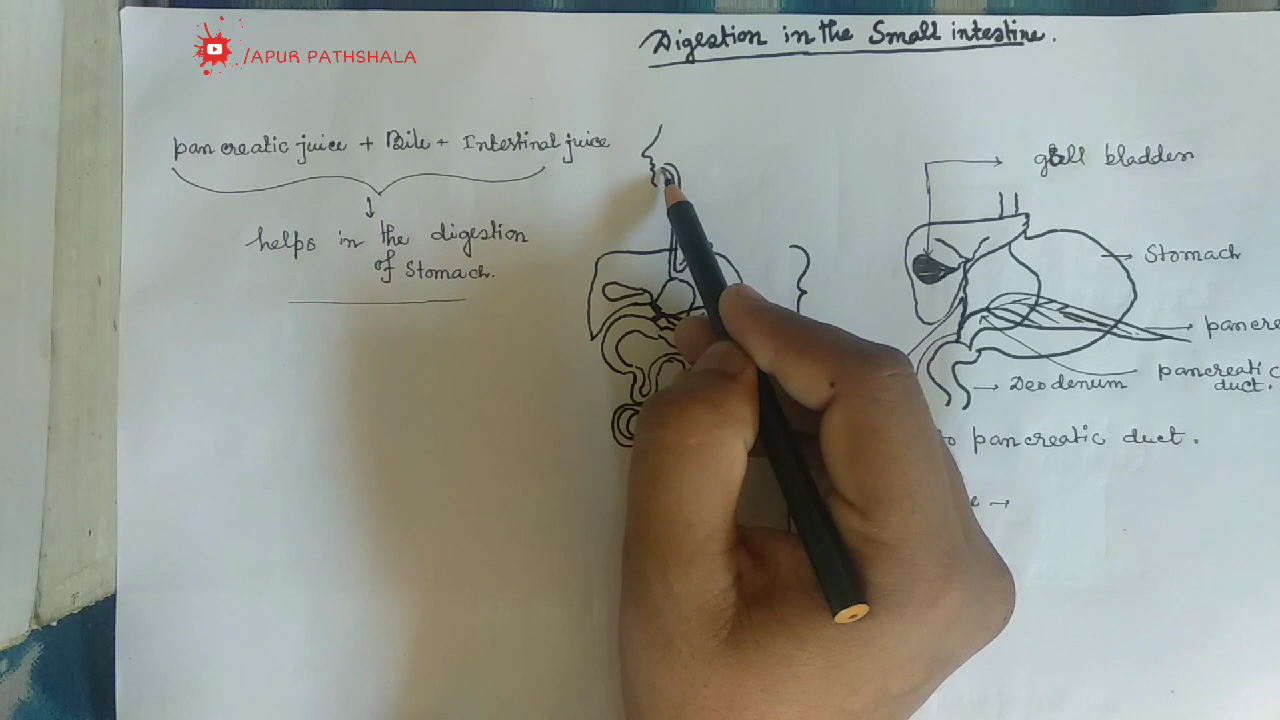 /APUR PATHSHALA
Digestion in the Small intestine.
pancreatic juice + Bile + Intestinal juice
helps in the digestion
of Stomach.
gall bladder
Stomach
pancre
pancreatic
duct.
Deodenum
to pancreatic duct.
e →